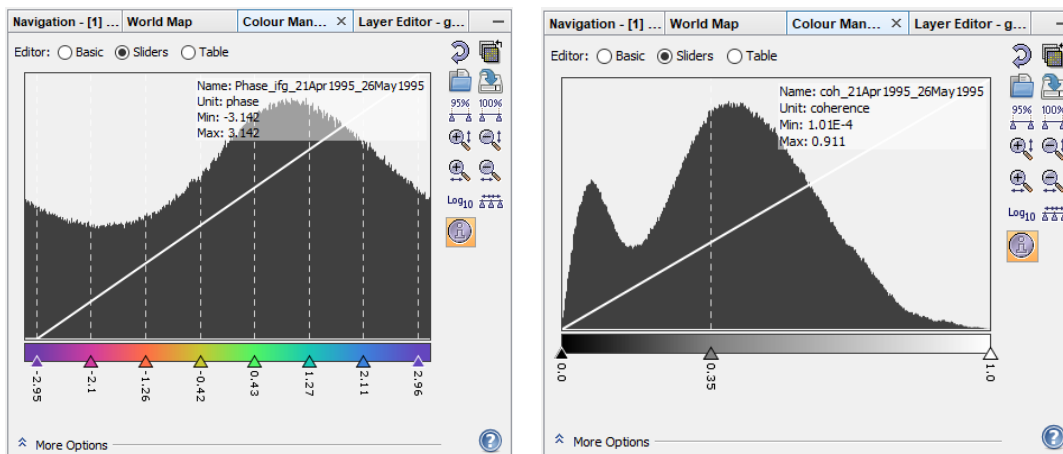 Navigation - [1] ... World Map Colour Man... × Layer Editor - g...
Editor: Basic Sliders Table
Name: Phase_ifg_21Apr1995_26May1995
Unit: phase
Min: -3.142
Max: 3.142
95% 100%
Log10
-2.95 -2.1 -1.26 -0.42 0.43 1.27 2.11 2.96
More Options
Navigation - [1] ... World Map Colour Man... × Layer Editor - g...
Editor: Basic Sliders Table
Name: coh_21Apr1995_26May1995
Unit: coherence
Min: 1.01E-4
Max: 0.911
95% 100%
Log10
0.0 0.35 1.0
More Options